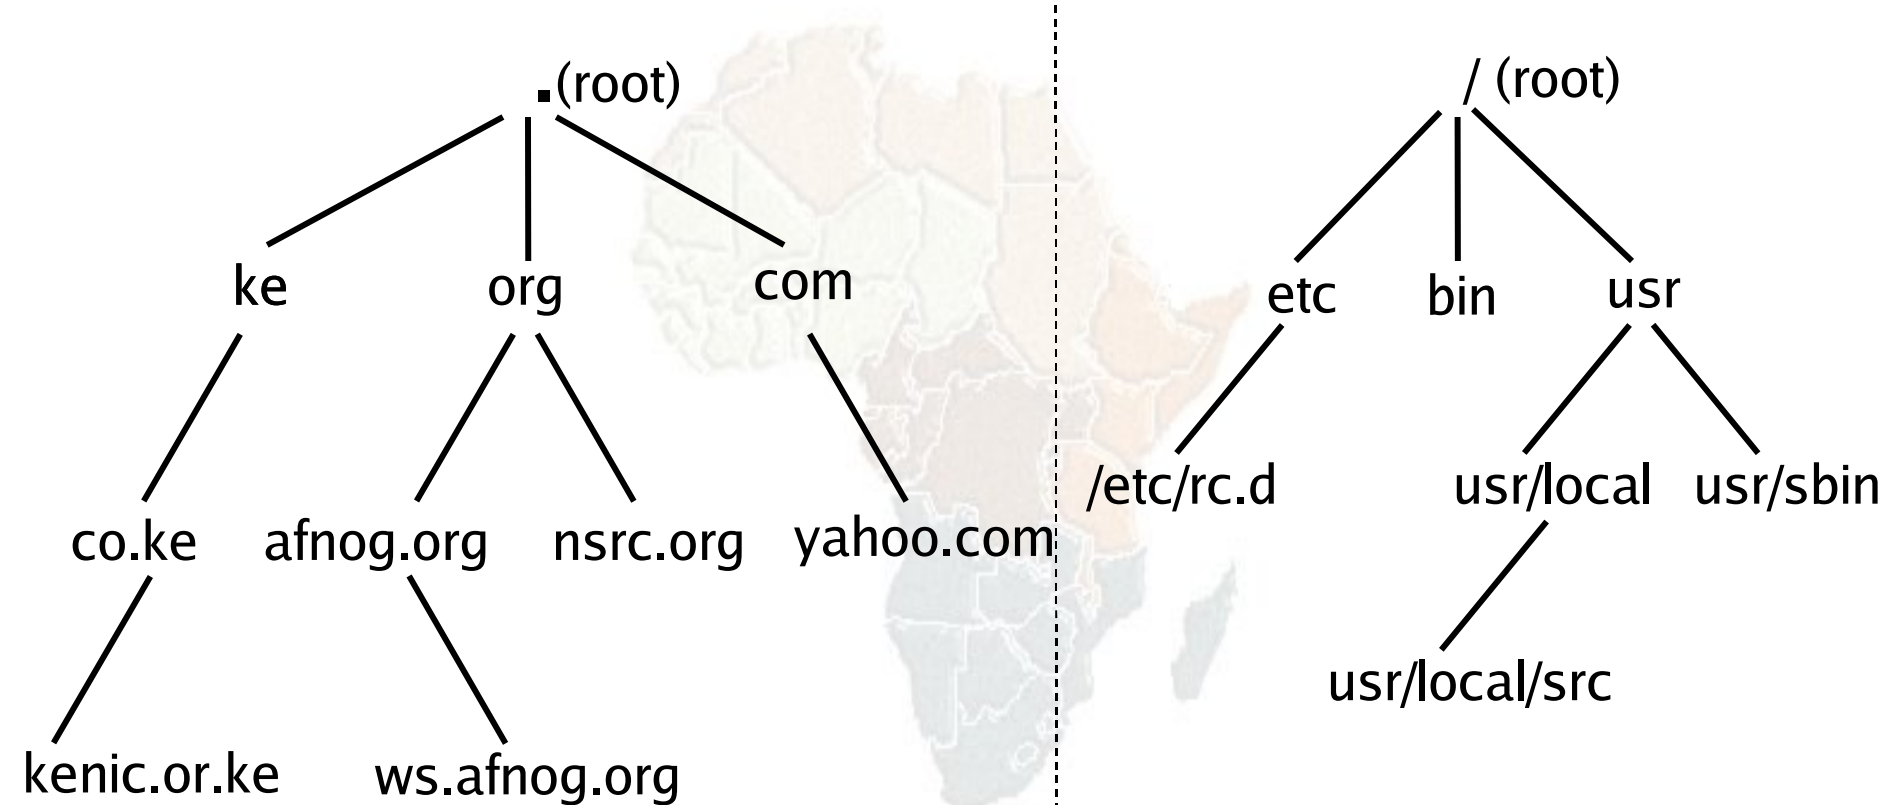 .(root)
ke
org
com
co.ke
afnog.org
nsrc.org
yahoo.com
kenic.or.ke
ws.afnog.org
/ (root)
etc
bin
usr
/etc/rc.d
usr/local
usr/sbin
usr/local/src